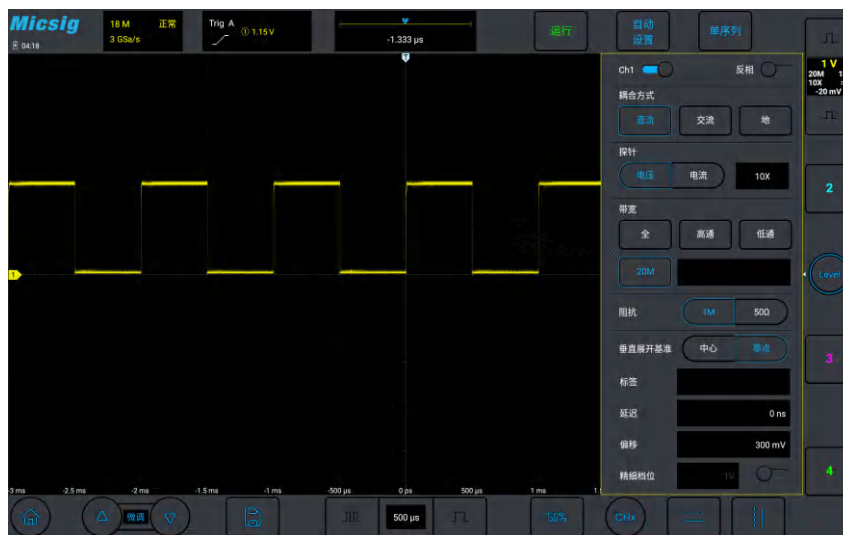 Micsig
04:18
18 M 正常
3 GSa/s
Trig A
① 1.15 V
-1.333 μs
运行
自动
设置
单序列
T
Ch1 反相
耦合方式
直流 交流 地
探针
电压 电流 10X
带宽
全 高通 低通
20M
阻抗 1M 50Ω
垂直展开基准 中心 零点
标签
延迟 0 ns
偏移 300 mV
精细档位 1V
1 V
20M 1
10X
-20 mV
2
Level
3
4
1
-3 ms -2.5 ms -2 ms -1.5 ms -1 ms -500 μs 0 ps 500 μs 1 ms 1.
微调
500 μs
50%
CHx